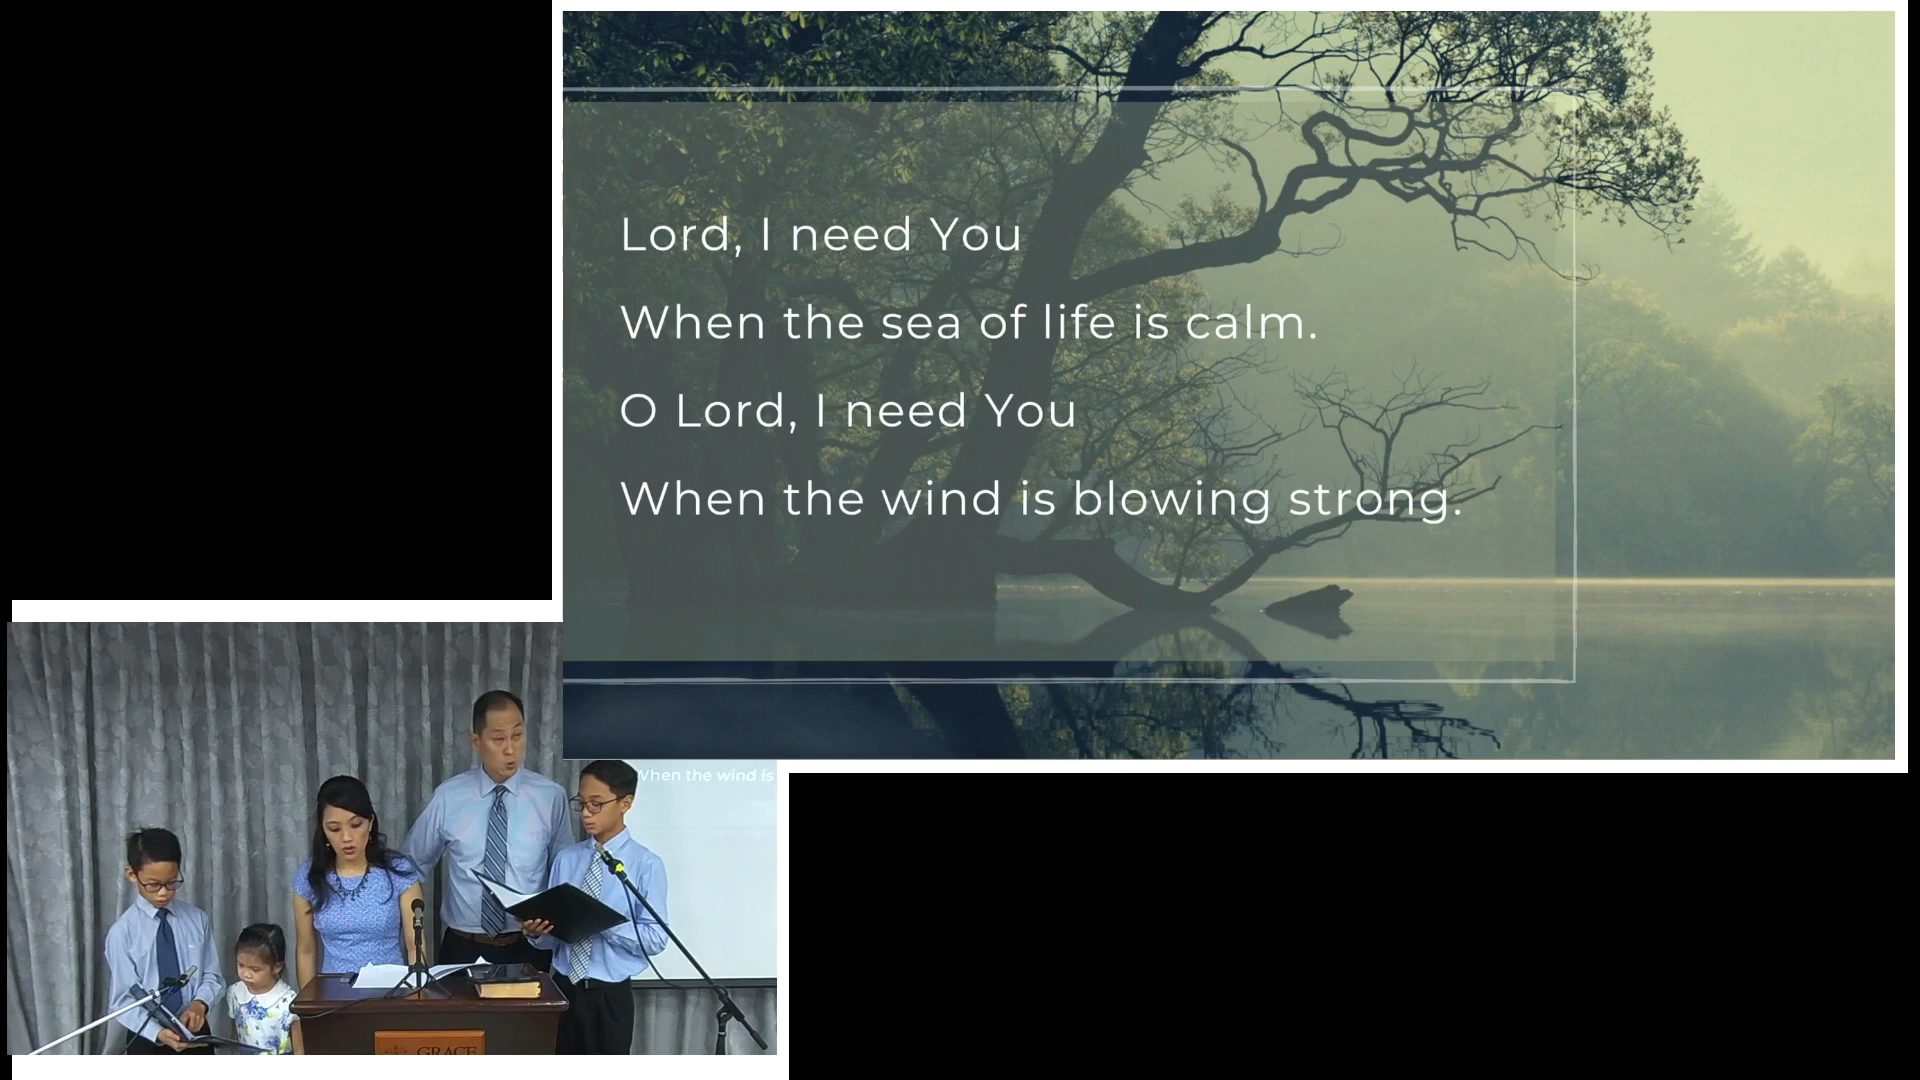 Lord, I need You
When the sea of life is calm.
O Lord, I need You
When the wind is blowing strong.
When the wind is
GRACE